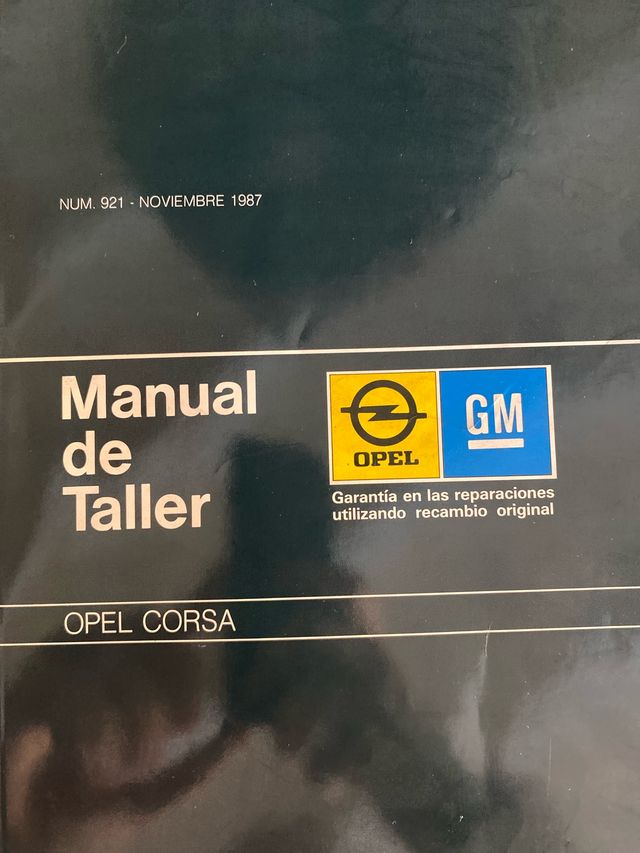 NUM. 921 - NOVIEMBRE 1987
Manual
de
Taller
OPEL
GM
Garantía en las reparaciones
utilizando recambio original
OPEL CORSA